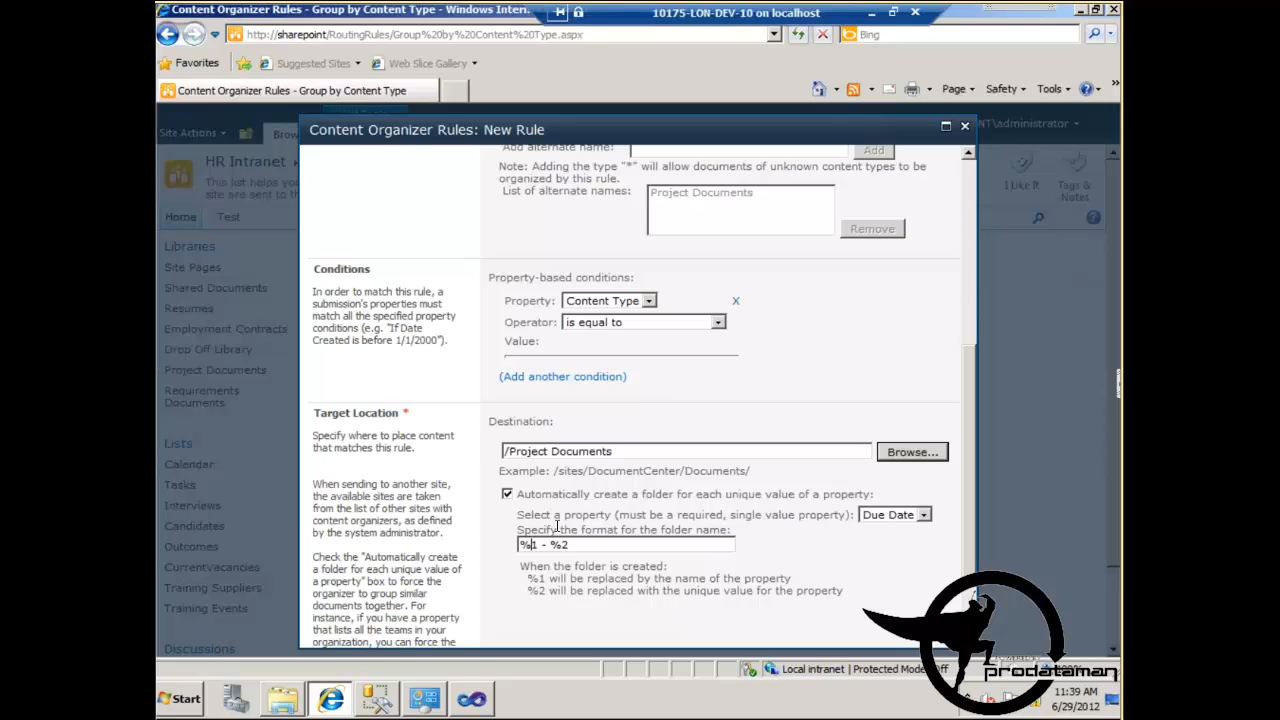 Content Organizer Rules - Group by Content Type - Windows Intern.
10175-LON-DEV-10 on localhost
http://sharepoint/RoutingRules/Group%20by%20Content%20Type.aspx
Bing
Favorites
Suggested Sites
Web Slice Gallery
Content Organizer Rules - Group by Content Type
Page
Safety
Tools
Site Actions
Brow
NT\administrator
Content Organizer Rules: New Rule
HR Intranet
This list helps you
site are sent to th
I Like It
Tags &
Notes
Home
Test
Libraries
Site Pages
Shared Documents
Resumes
Employment Contracts
Drop Off Library
Project Documents
Requirements
Documents
Lists
Calendar
Tasks
Interviews
Candidates
Outcomes
Training Suppliers
Training Events
Discussions
Add alternate name:
Add
Note: Adding the type "*" will allow documents of unknown content types to be
organized by this rule.
List of alternate names:
Project Documents
Remove
Conditions
In order to match this rule, a
submission's properties must
match all the specified property
conditions (e.g. "If Date
Created is before 1/1/2000").
Property-based conditions:
Property:
Content Type
X
Operator:
is equal to
Value:
(Add another condition)
Target Location *
Specify where to place content
that matches this rule.
When sending to another site,
the available sites are taken
from the list of other sites with
content organizers, as defined
by the system administrator.
Check the "Automatically create
a folder for each unique value of
a property" box to force the
organizer to group similar
documents together. For
instance, if you have a property
that lists all the teams in your
organization, you can force the
Destination:
/Project Documents
Browse...
Example: /sites/DocumentCenter/Documents/
Automatically create a folder for each unique value of a property:
Select a property (must be a required, single value property):
Due Date
Specify the format for the folder name:
%1 - %2
When the folder is created:
%1 will be replaced by the name of the property
%2 will be replaced with the unique value for the property
Local intranet | Protected Mode: Off
prodataman
Start
11:39 AM
6/29/2012